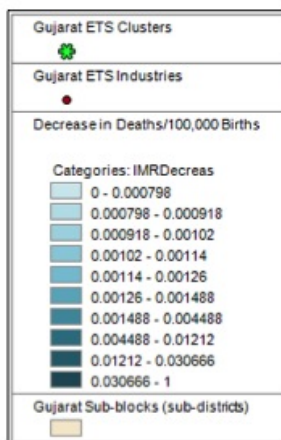 Gujarat ETS Clusters
Gujarat ETS Industries
Decrease in Deaths/100,000 Births
Categories: IMRDecreas
0 - 0.000798
0.000798 - 0.000918
0.000918 - 0.00102
0.00102 - 0.00114
0.00114 - 0.00126
0.00126 - 0.001488
0.001488 - 0.004488
0.004488 - 0.01212
0.01212 - 0.030666
0.030666 - 1
Gujarat Sub-blocks (sub-districts)